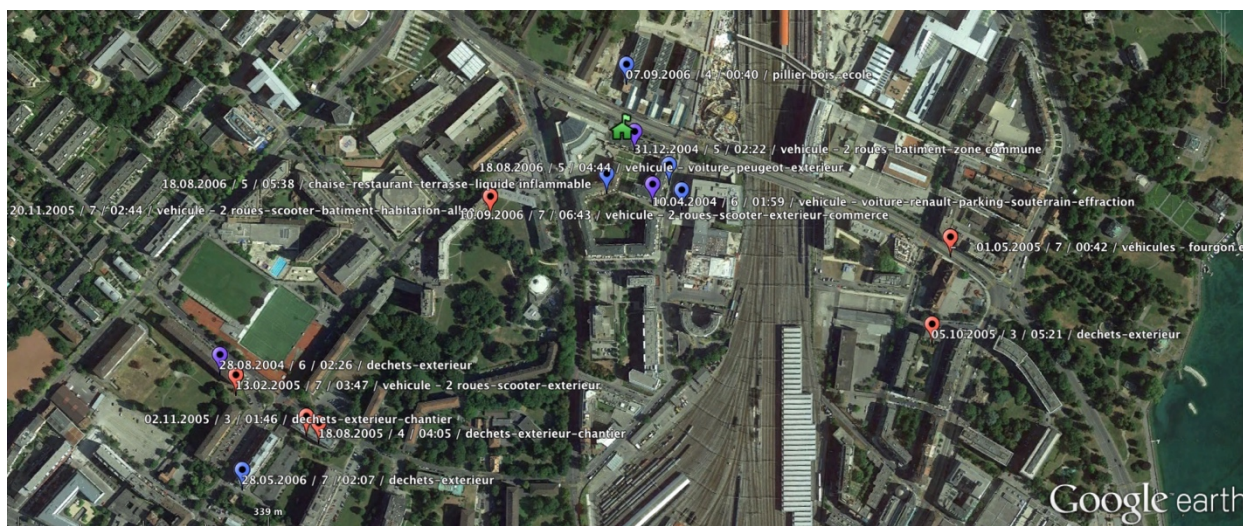 07.09.2006 / 4 / 00:40 / pillier bois-ecole
31.12.2004 / 5 / 02:22 / vehicule - 2 roues-batiment-zone commune
18.08.2006 / 5 / 04:44 / vehicule - voiture-peugeot-exterieur
18.08.2006 / 5 / 05:38 / chaise-restaurant-terrasse-liquide inflammable
10.04.2004 / 6 / 01:59 / vehicule - voiture-renault-parking-souterrain-effraction
20.11.2005 / 7 / 02:44 / vehicule - 2 roues-scooter-batiment-habitation-allee
10.09.2006 / 7 / 06:43 / vehicule - 2 roues-scooter-exterieur-commerce
01.05.2005 / 7 / 00:42 / véhicules - fourgon
05.10.2005 / 3 / 05:21 / dechets-exterieur
28.08.2004 / 6 / 02:26 / dechets-exterieur
13.02.2005 / 7 / 03:47 / vehicule - 2 roues-scooter-exterieur
02.11.2005 / 3 / 01:46 / dechets-exterieur-chantier
18.08.2005 / 4 / 04:05 / dechets-exterieur-chantier
28.05.2006 / 7 / 02:07 / dechets-exterieur
339 m
Google earth